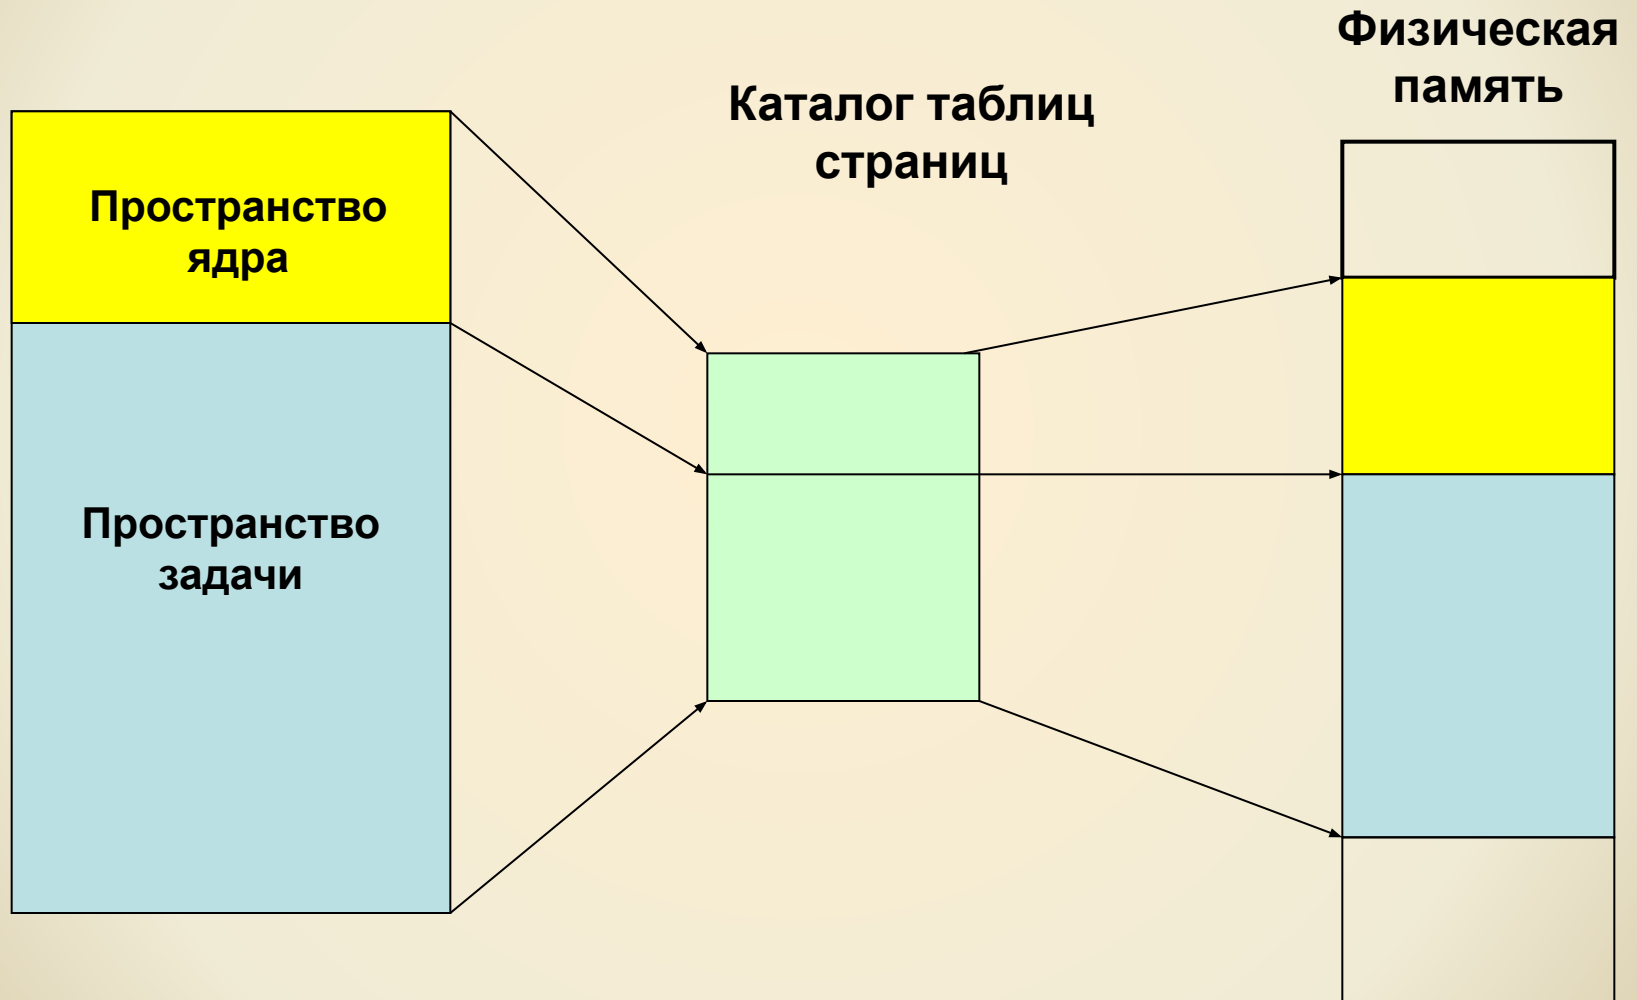 Физическая
память
Каталог таблиц
страниц
Пространство
ядра
Пространство
задачи